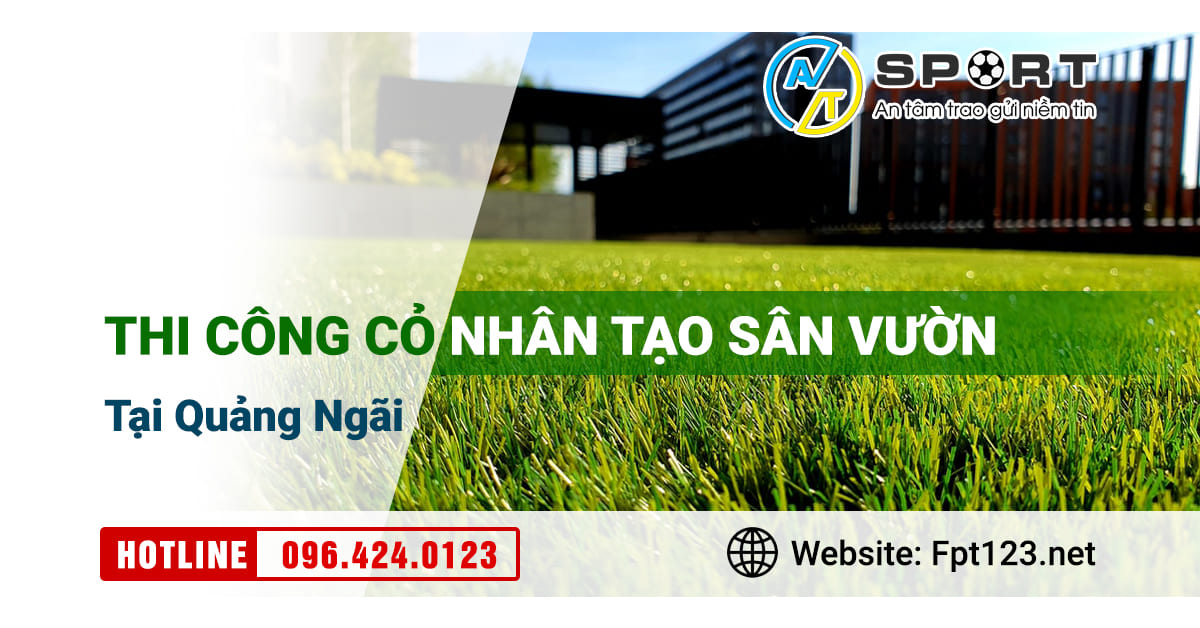 AVT SPORT
An tâm trao gửi niềm tin
THI CÔNG CỎ NHÂN TẠO SÂN VƯỜN
Tại Quảng Ngãi
HOTLINE 096.424.0123
Website: Fpt123.net